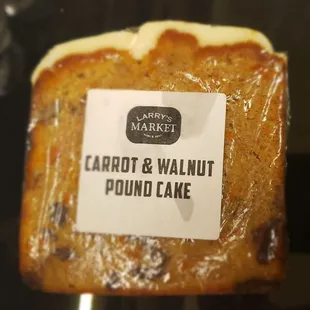 LARRY'S
MARKET
CARROT & WALNUT
POUND CAKE